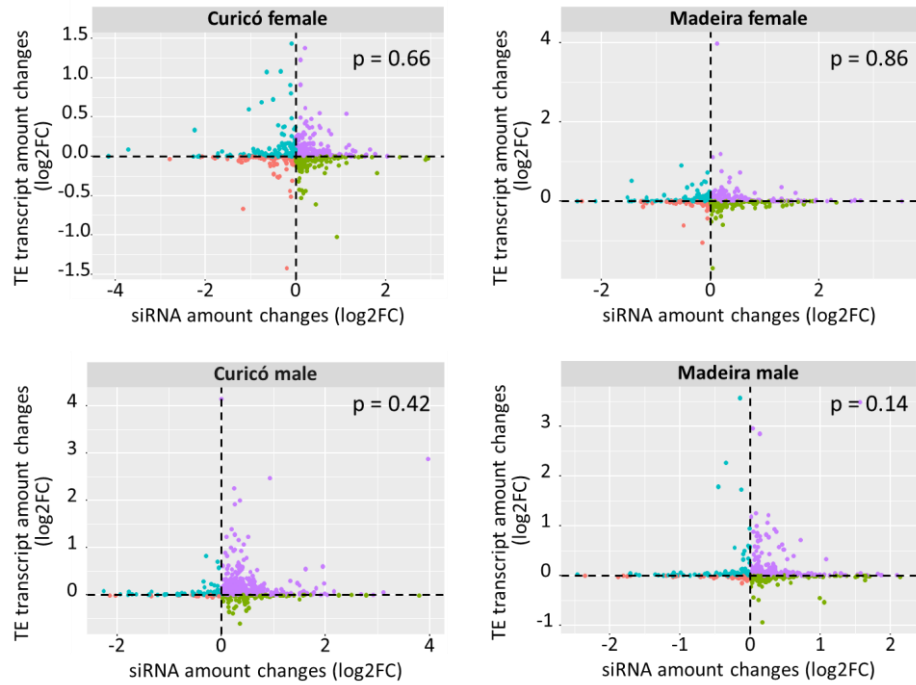 Curicó female
p = 0.66
TE transcript amount changes
(log2FC)
1.5
1.0
0.5
0.0
-0.5
-1.0
-1.5
-4
-2
0
2
siRNA amount changes (log2FC)
Madeira female
p = 0.86
TE transcript amount changes
(log2FC)
4
2
0
-2
0
2
siRNA amount changes (log2FC)
Curicó male
p = 0.42
TE transcript amount changes
(log2FC)
4
3
2
1
0
-2
0
2
4
siRNA amount changes (log2FC)
Madeira male
p = 0.14
TE transcript amount changes
(log2FC)
3
2
1
0
-1
-2
-1
0
1
2
siRNA amount changes (log2FC)